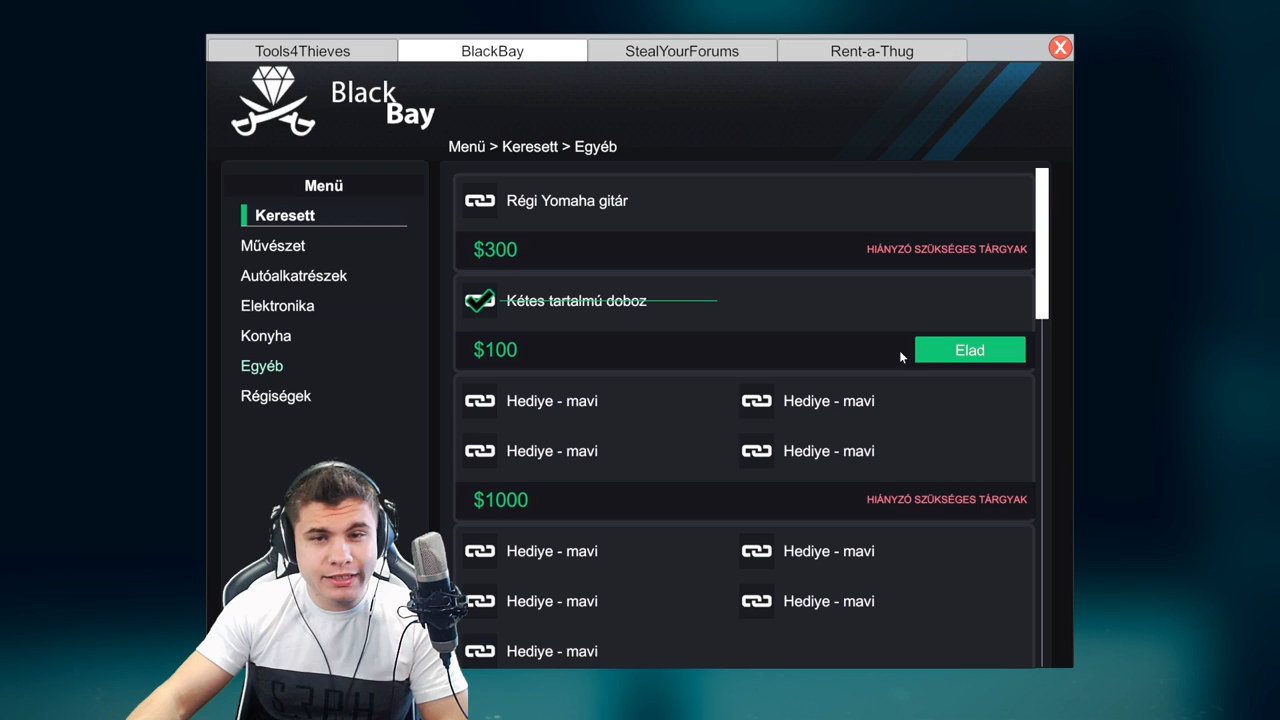 Tools4Thieves
BlackBay
StealYourForums
Rent-a-Thug
X
Black
Bay
Menü > Keresett > Egyéb
Menü
Keresett
Művészet
Autóalkatrészek
Elektronika
Konyha
Egyéb
Régiségek
Régi Yomaha gitár
$300
HIÁNYZÓ SZÜKSÉGES TÁRGYAK
Kétes tartalmú doboz
$100
Elad
Hediye - mavi
Hediye - mavi
Hediye - mavi
Hediye - mavi
$1000
HIÁNYZÓ SZÜKSÉGES TÁRGYAK
Hediye - mavi
Hediye - mavi
Hediye - mavi
Hediye - mavi
Hediye - mavi